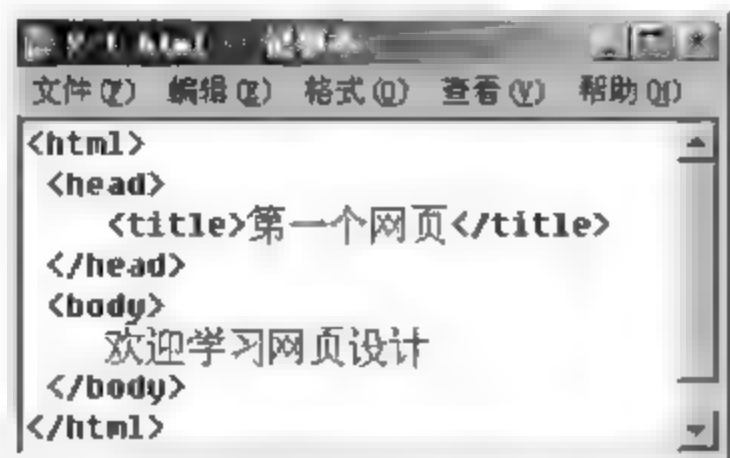 文件(F) 编辑(E) 格式(O) 查看(V) 帮助(H)
<html>
<head>
<title>第一个网页</title>
</head>
<body>
欢迎学习网页设计
</body>
</html>